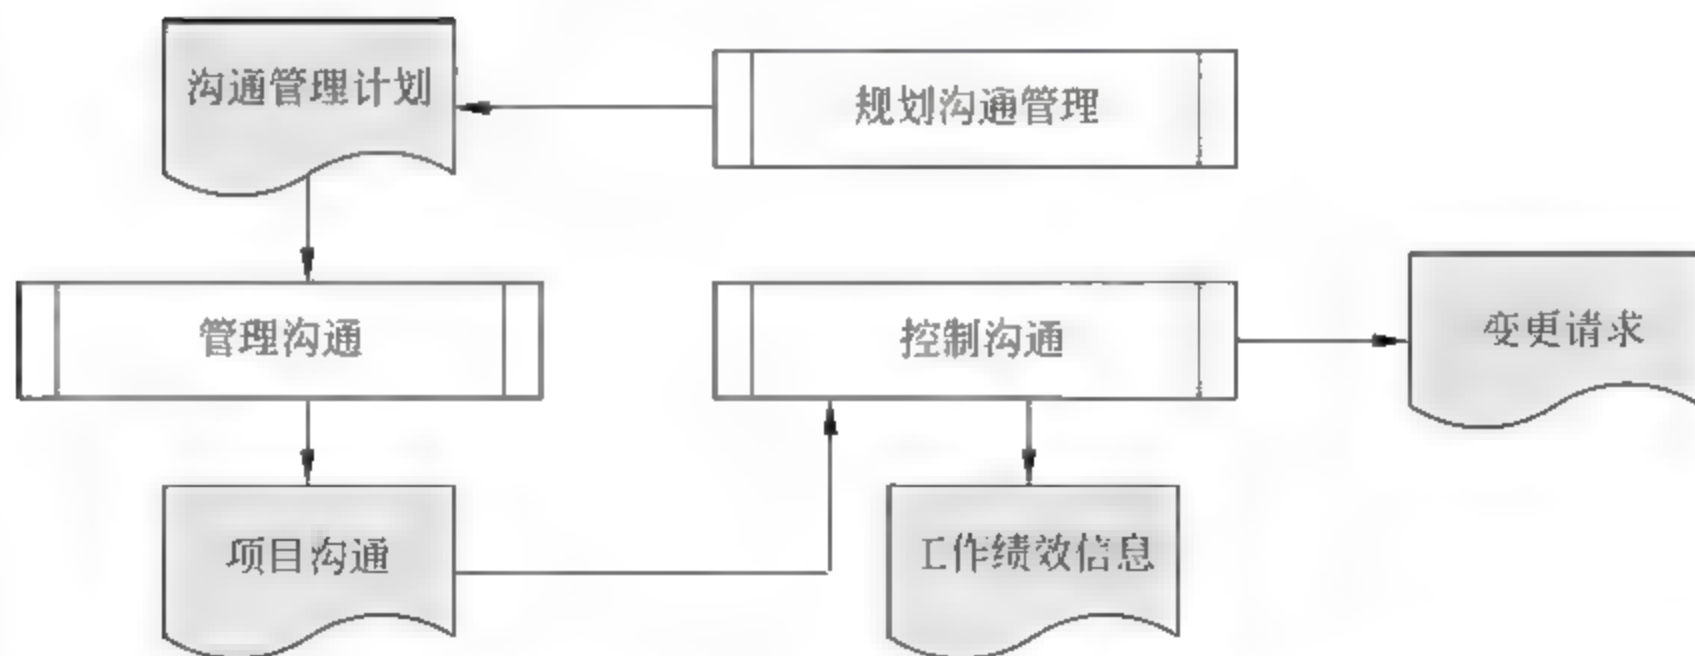 沟通管理计划
规划沟通管理
管理沟通
控制沟通
变更请求
项目沟通
工作绩效信息